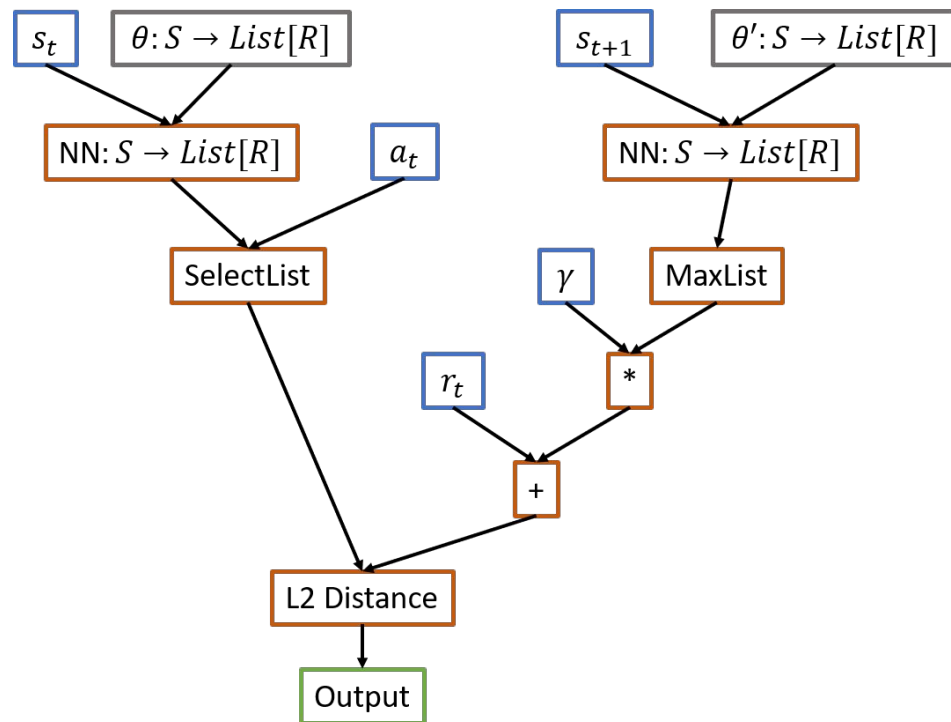 s_t
θ: S → List[R]
s_{t+1}
θ′: S → List[R]
NN: S → List[R]
a_t
NN: S → List[R]
SelectList
γ
MaxList
r_t
*
+
L2 Distance
Output